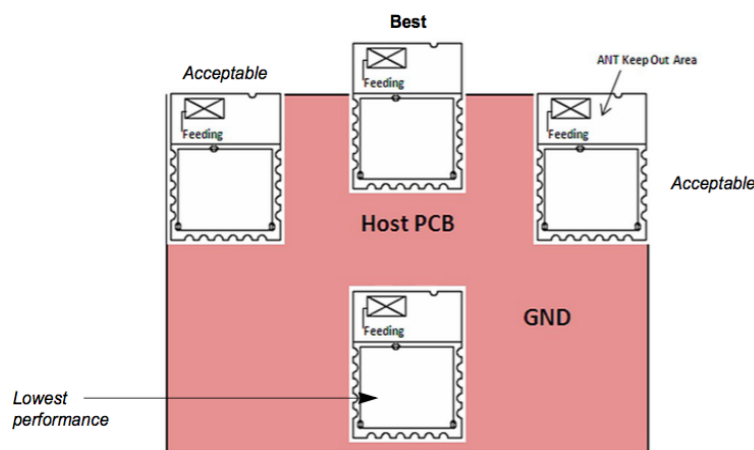 Best
Acceptable
Feeding
Feeding
ANT Keep Out Area
Feeding
Acceptable
Host PCB
GND
Feeding
Lowest
performance